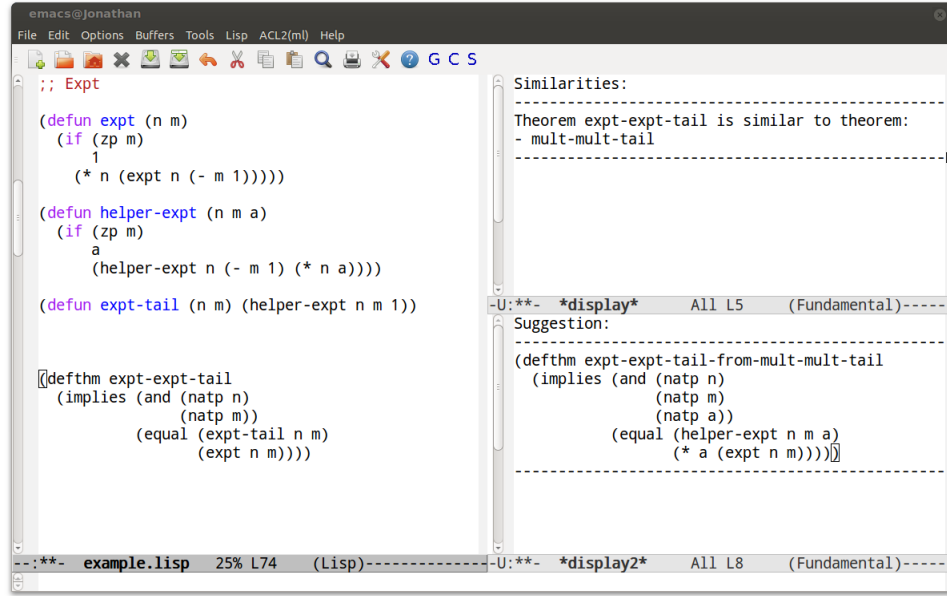 emacs@Jonathan
File Edit Options Buffers Tools Lisp ACL2(ml) Help
G C S
;; Expt
(defun expt (n m)
  (if (zp m)
      1
    (* n (expt n (- m 1)))))
(defun helper-expt (n m a)
  (if (zp m)
      a
      (helper-expt n (- m 1) (* n a))))
(defun expt-tail (n m) (helper-expt n m 1))
(defthm expt-expt-tail
  (implies (and (natp n)
                (natp m))
           (equal (expt-tail n m)
                  (expt n m))))
--:**-  example.lisp   25% L74    (Lisp)--------------
Similarities:
-------------------------------------------------
Theorem expt-expt-tail is similar to theorem:
- mult-mult-tail
-------------------------------------------------
-U:**-  *display*      All L5     (Fundamental)-----
Suggestion:
-------------------------------------------------
(defthm expt-expt-tail-from-mult-mult-tail
  (implies (and (natp n)
                (natp m)
                (natp a))
           (equal (helper-expt n m a)
                  (* a (expt n m)))))
-------------------------------------------------
-U:**-  *display2*     All L8     (Fundamental)-----